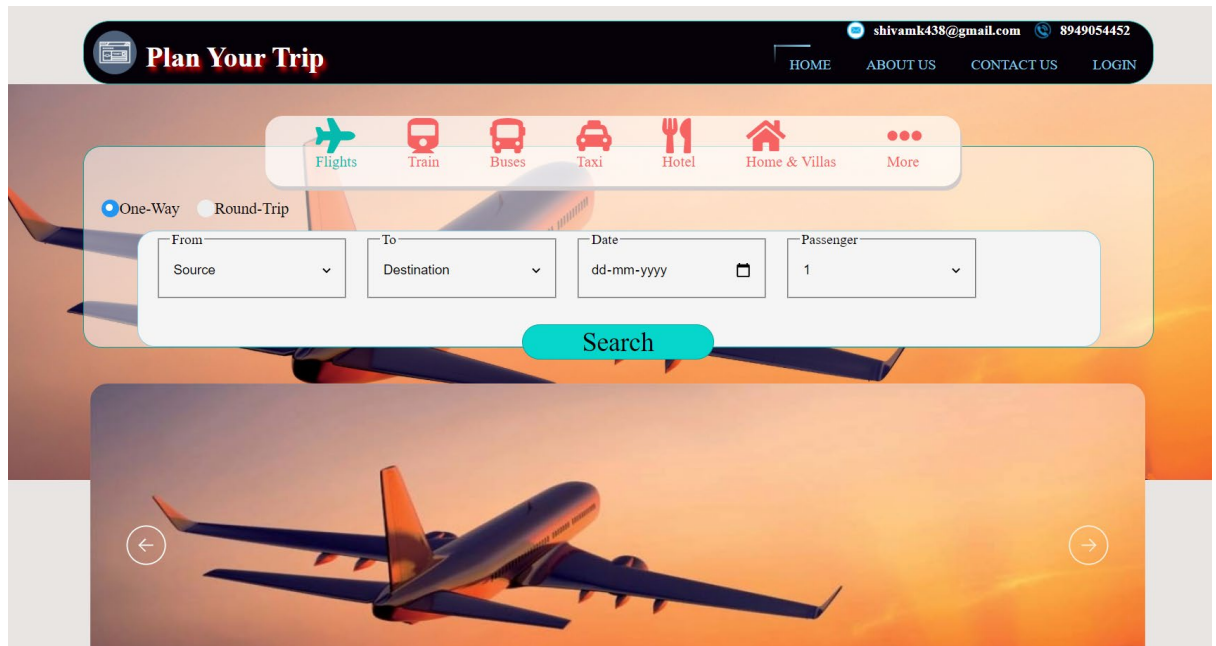 shivamk438@gmail.com 8949054452
Plan Your Trip
HOME ABOUT US CONTACT US LOGIN
Flights Train Buses Taxi Hotel Home & Villas More
One-Way Round-Trip
From To Date Passenger
Source Destination dd-mm-yyyy 1
Search